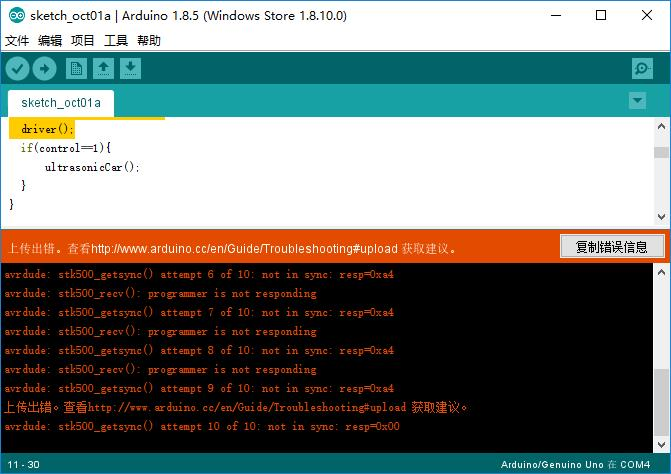 sketch_oct01a | Arduino 1.8.5 (Windows Store 1.8.10.0)
文件 编辑 项目 工具 帮助
sketch_oct01a
driver();
if(control==1){
ultrasonicCar();
}
}
上传出错。查看http://www.arduino.cc/en/Guide/Troubleshooting#upload 获取建议。
复制错误信息
avrdude: stk500_getsync() attempt 6 of 10: not in sync: resp=0xa4
avrdude: stk500_recv(): programmer is not responding
avrdude: stk500_getsync() attempt 7 of 10: not in sync: resp=0xa4
avrdude: stk500_recv(): programmer is not responding
avrdude: stk500_getsync() attempt 8 of 10: not in sync: resp=0xa4
avrdude: stk500_recv(): programmer is not responding
avrdude: stk500_getsync() attempt 9 of 10: not in sync: resp=0xa4
上传出错。查看http://www.arduino.cc/en/Guide/Troubleshooting#upload 获取建议。
avrdude: stk500_getsync() attempt 10 of 10: not in sync: resp=0x00
11 - 30
Arduino/Genuino Uno 在 COM4